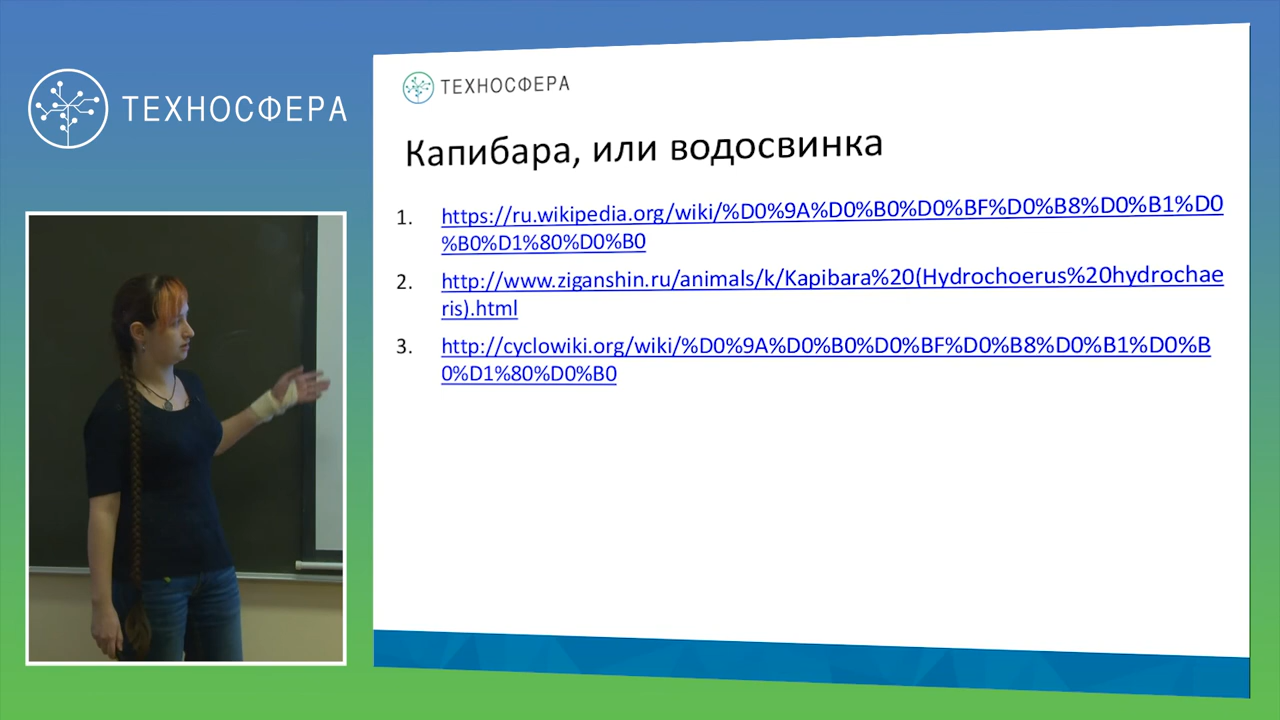 ТЕХНОСФЕРА
ТЕХНОСФЕРА
Капибара, или водосвинка
1. https://ru.wikipedia.org/wiki/%D0%9A%D0%B0%D0%BF%D0%B8%D0%B1%D0
%B0%D1%80%D0%B0
2. http://www.ziganshin.ru/animals/k/Kapibara%20(Hydrochoerus%20hydrochae
ris).html
3. http://cyclowiki.org/wiki/%D0%9A%D0%B0%D0%BF%D0%B8%D0%B1%D0%B
0%D1%80%D0%B0